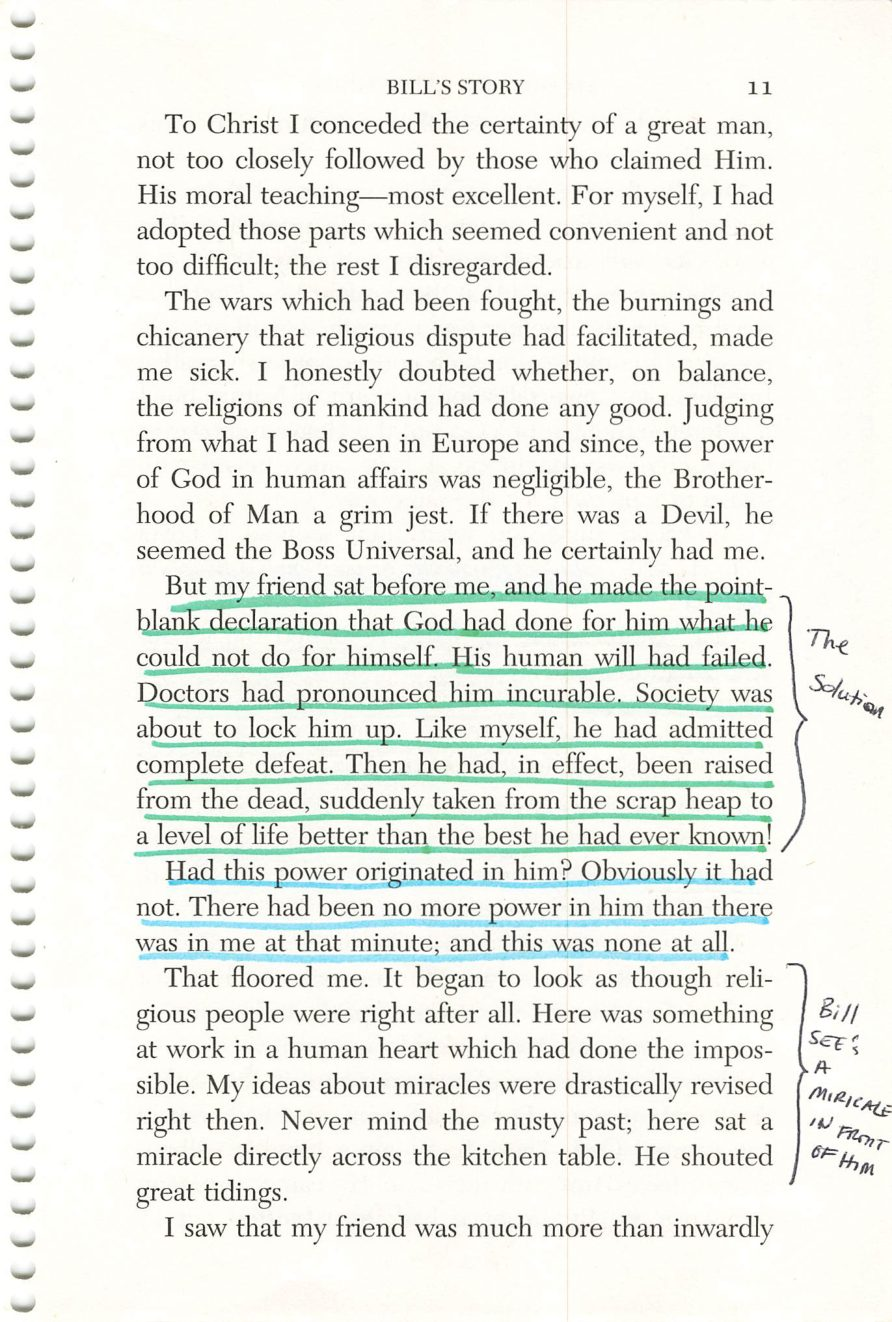 BILL'S STORY 11
To Christ I conceded the certainty of a great man,
not too closely followed by those who claimed Him.
His moral teaching—most excellent. For myself, I had
adopted those parts which seemed convenient and not
too difficult; the rest I disregarded.
The wars which had been fought, the burnings and
chicanery that religious dispute had facilitated, made
me sick. I honestly doubted whether, on balance,
the religions of mankind had done any good. Judging
from what I had seen in Europe and since, the power
of God in human affairs was negligible, the Brother-
hood of Man a grim jest. If there was a Devil, he
seemed the Boss Universal, and he certainly had me.
But my friend sat before me, and he made the point-
blank declaration that God had done for him what he
could not do for himself. His human will had failed.
Doctors had pronounced him incurable. Society was
about to lock him up. Like myself, he had admitted
complete defeat. Then he had, in effect, been raised
from the dead, suddenly taken from the scrap heap to
a level of life better than the best he had ever known!
The
Solution
Had this power originated in him? Obviously it had
not. There had been no more power in him than there
was in me at that minute; and this was none at all.
That floored me. It began to look as though reli-
gious people were right after all. Here was something
at work in a human heart which had done the impos-
sible. My ideas about miracles were drastically revised
right then. Never mind the musty past; here sat a
miracle directly across the kitchen table. He shouted
great tidings.
Bill
SEES
A
MIRICALE
IN FRONT
OF HIM
I saw that my friend was much more than inwardly